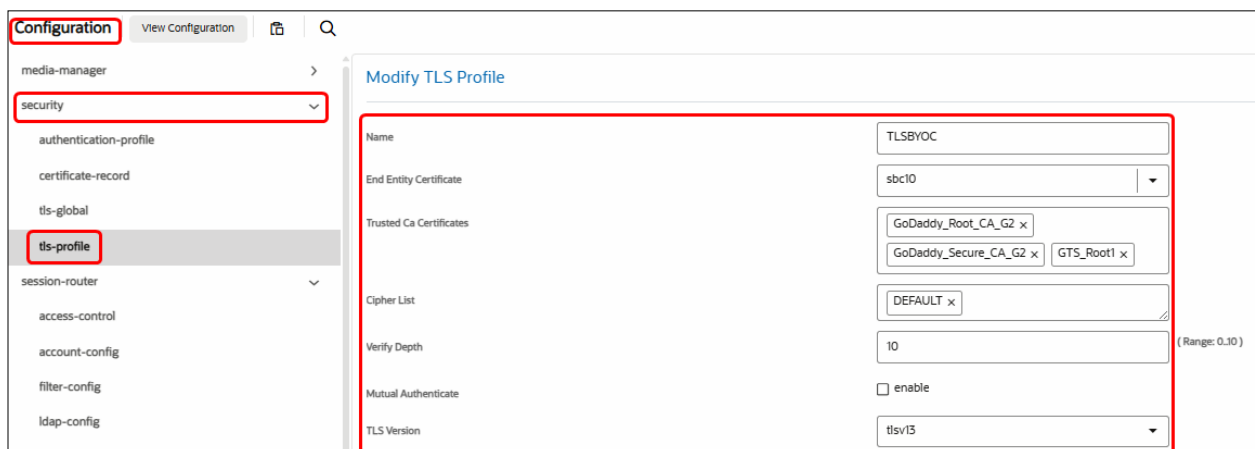 Configuration View Configuration
media-manager
security
authentication-profile
certificate-record
tls-global
tls-profile
session-router
access-control
account-config
filter-config
ldap-config
Modify TLS Profile
Name TLSBYOC
End Entity Certificate sbc10
Trusted Ca Certificates GoDaddy_Root_CA_G2 ×
GoDaddy_Secure_CA_G2 × GTS_Root1 ×
Cipher List DEFAULT ×
Verify Depth 10 ( Range: 0..10 )
Mutual Authenticate enable
TLS Version tlsv13